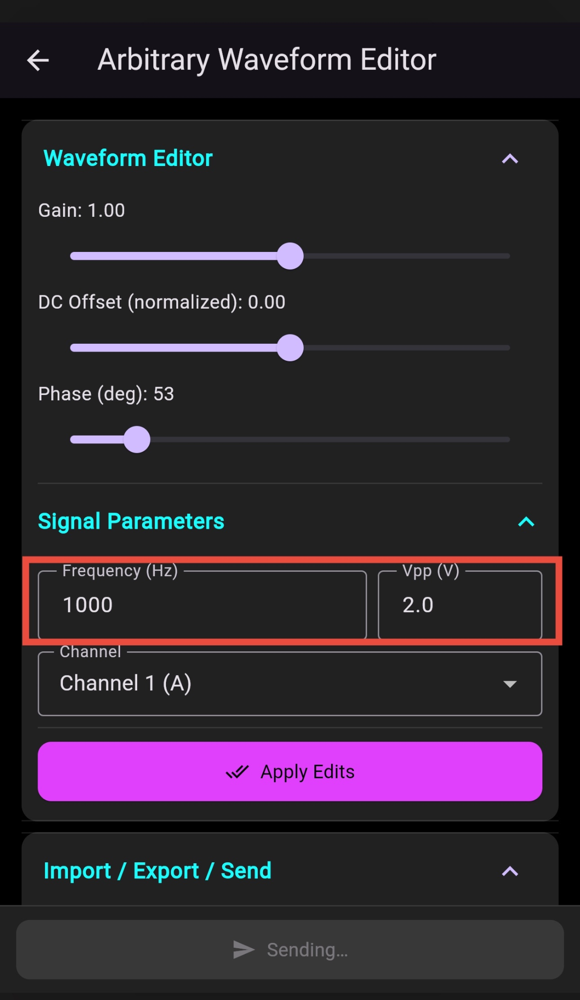 Arbitrary Waveform Editor
Waveform Editor
Gain: 1.00
DC Offset (normalized): 0.00
Phase (deg): 53
Signal Parameters
Frequency (Hz) Vpp (V)
1000 2.0
Channel
Channel 1 (A)
Apply Edits
Import / Export / Send
Sending...